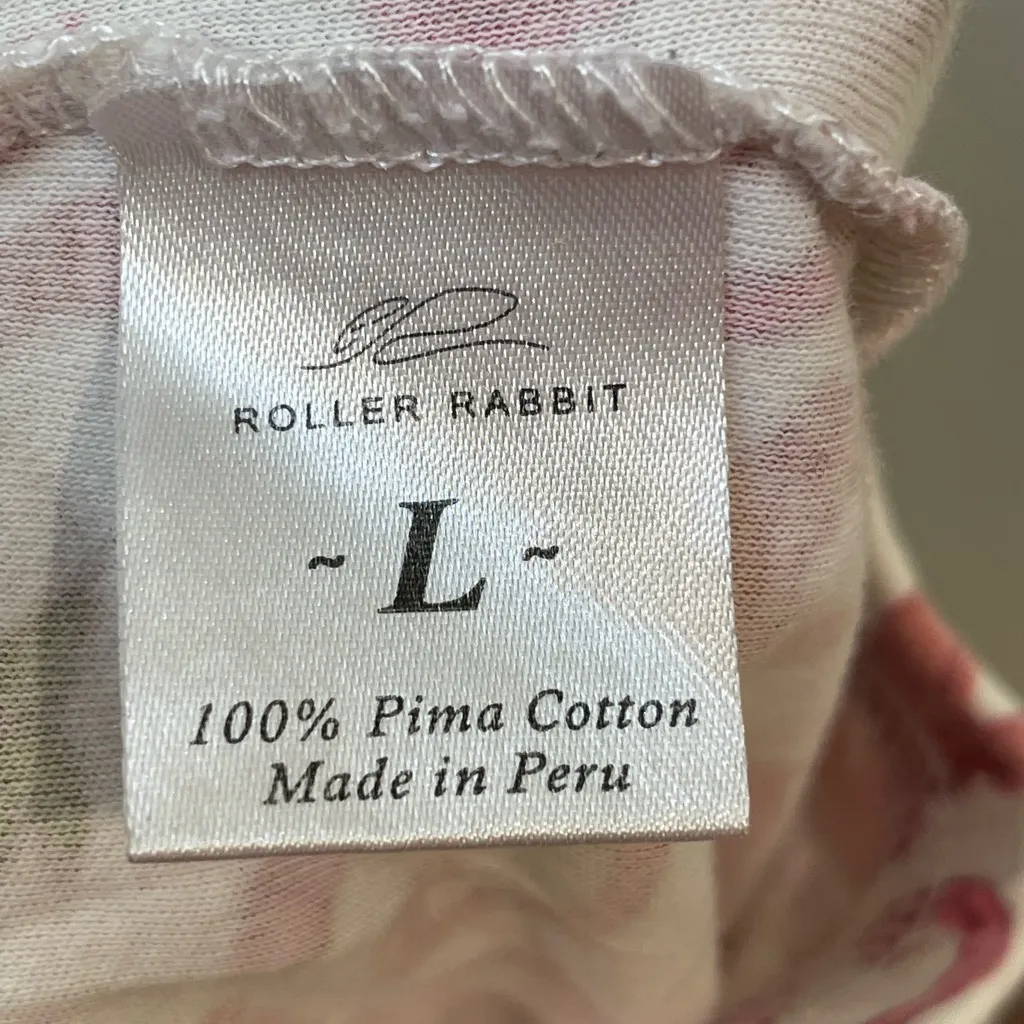 ROLLER RABBIT
~ L ~
100% Pima Cotton
Made in Peru